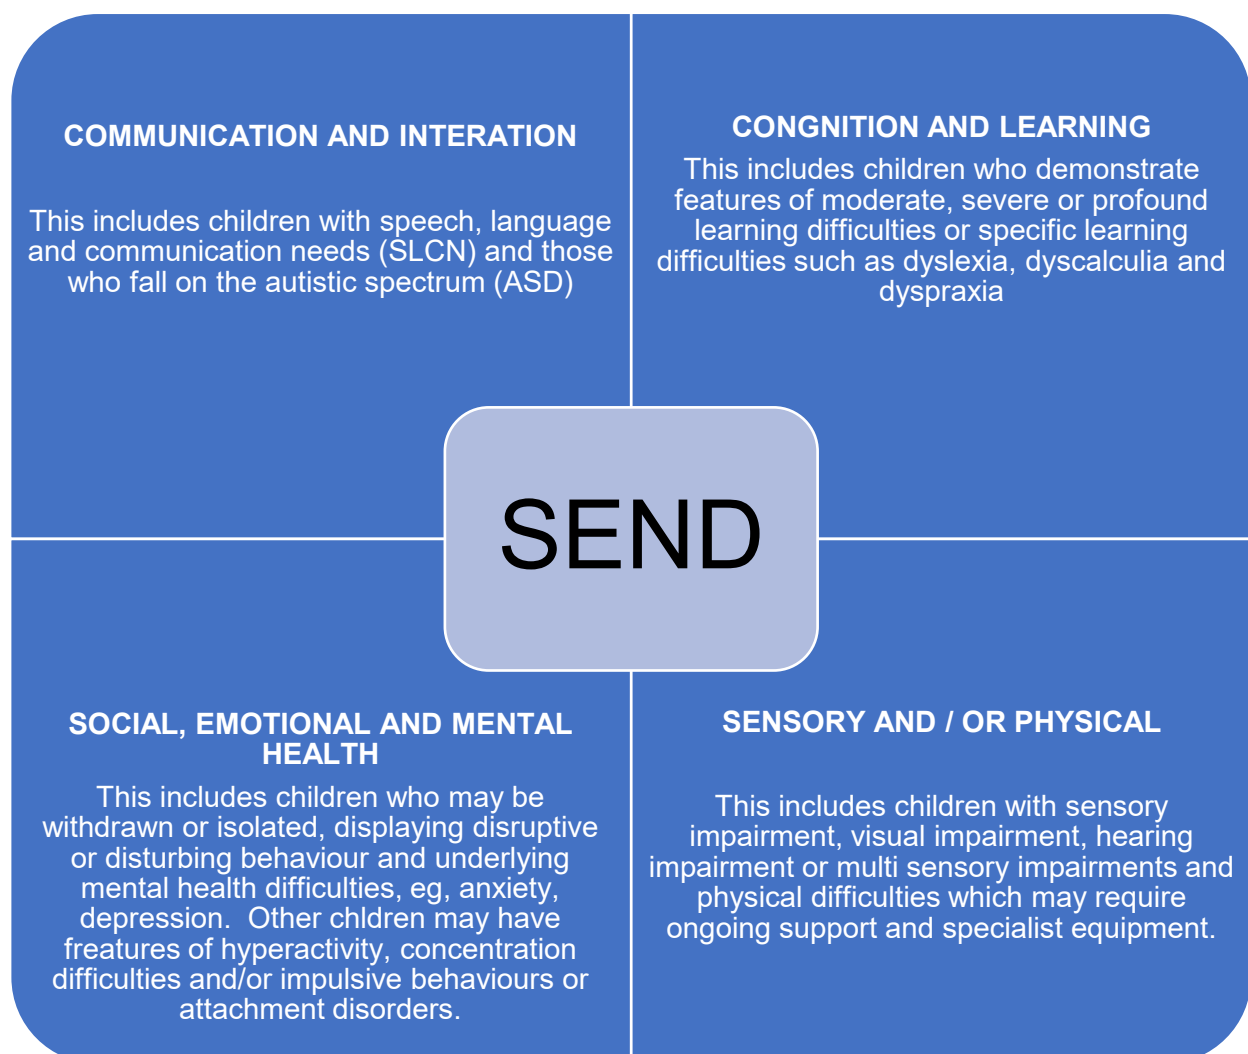 COMMUNICATION AND INTERATION
This includes children with speech, language
and communication needs (SLCN) and those
who fall on the autistic spectrum (ASD)
CONGNITION AND LEARNING
This includes children who demonstrate
features of moderate, severe or profound
learning difficulties or specific learning
difficulties such as dyslexia, dyscalculia and
dyspraxia
SEND
SOCIAL, EMOTIONAL AND MENTAL
HEALTH
This includes children who may be
withdrawn or isolated, displaying disruptive
or disturbing behaviour and underlying
mental health difficulties, eg, anxiety,
depression.  Other chldren may have
freatures of hyperactivity, concentration
difficulties and/or impulsive behaviours or
attachment disorders.
SENSORY AND / OR PHYSICAL
This includes children with sensory
impairment, visual impairment, hearing
impairment or multi sensory impairments and
physical difficulties which may require
ongoing support and specialist equipment.